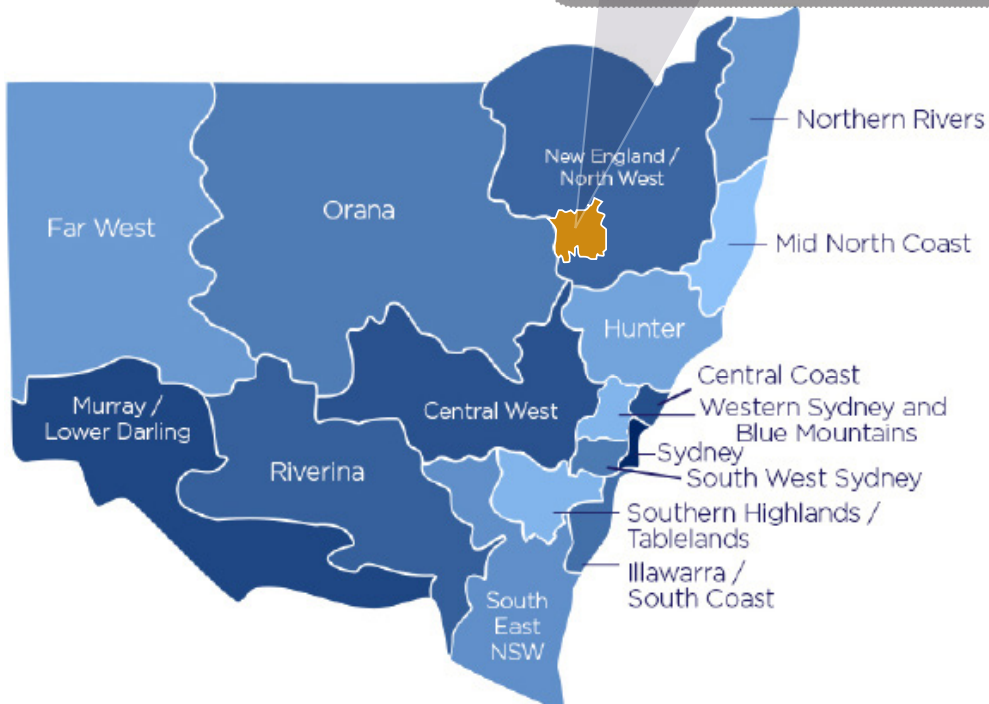 Northern Rivers
New England /
North West
Orana
Far West
Mid North Coast
Hunter
Central Coast
Murray /
Lower Darling
Central West
Western Sydney and
Blue Mountains
Sydney
Riverina
South West Sydney
Southern Highlands /
Tablelands
Illawarra /
South Coast
South
East
NSW